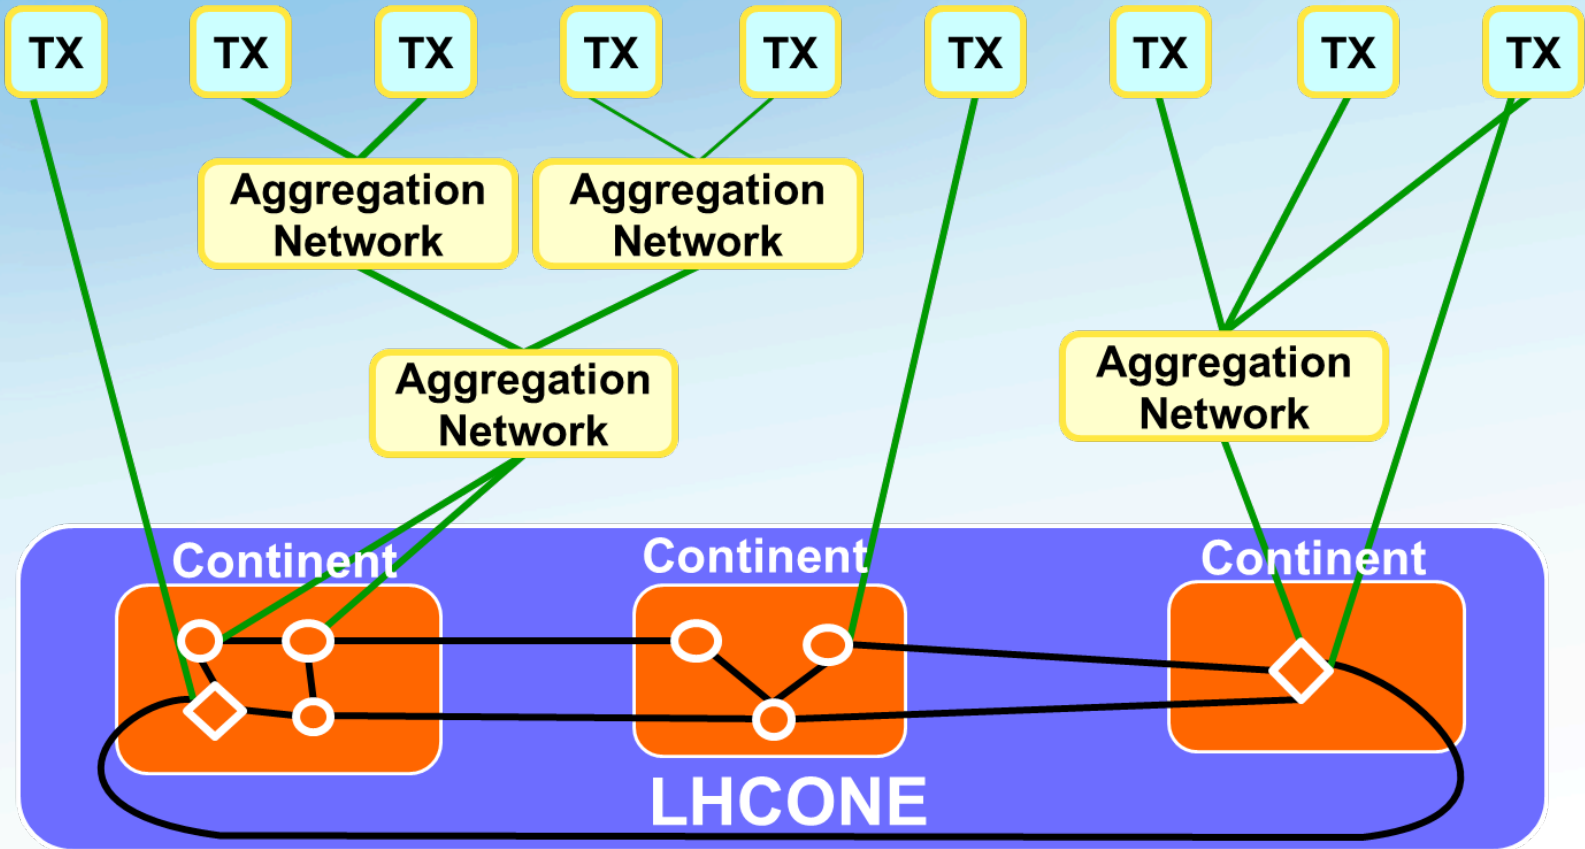 TX
TX
TX
TX
TX
TX
TX
TX
TX
Aggregation
Network
Aggregation
Network
Aggregation
Network
Aggregation
Network
Continent
Continent
Continent
LHCONE